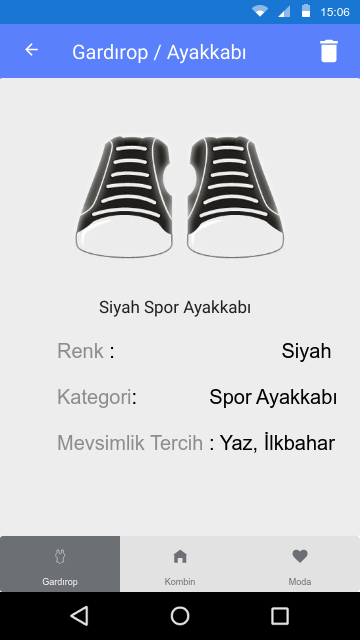 15:06
Gardırop / Ayakkabı
Siyah Spor Ayakkabı
Renk : Siyah
Kategori: Spor Ayakkabı
Mevsimlik Tercih : Yaz, İlkbahar
Gardırop Kombin Moda